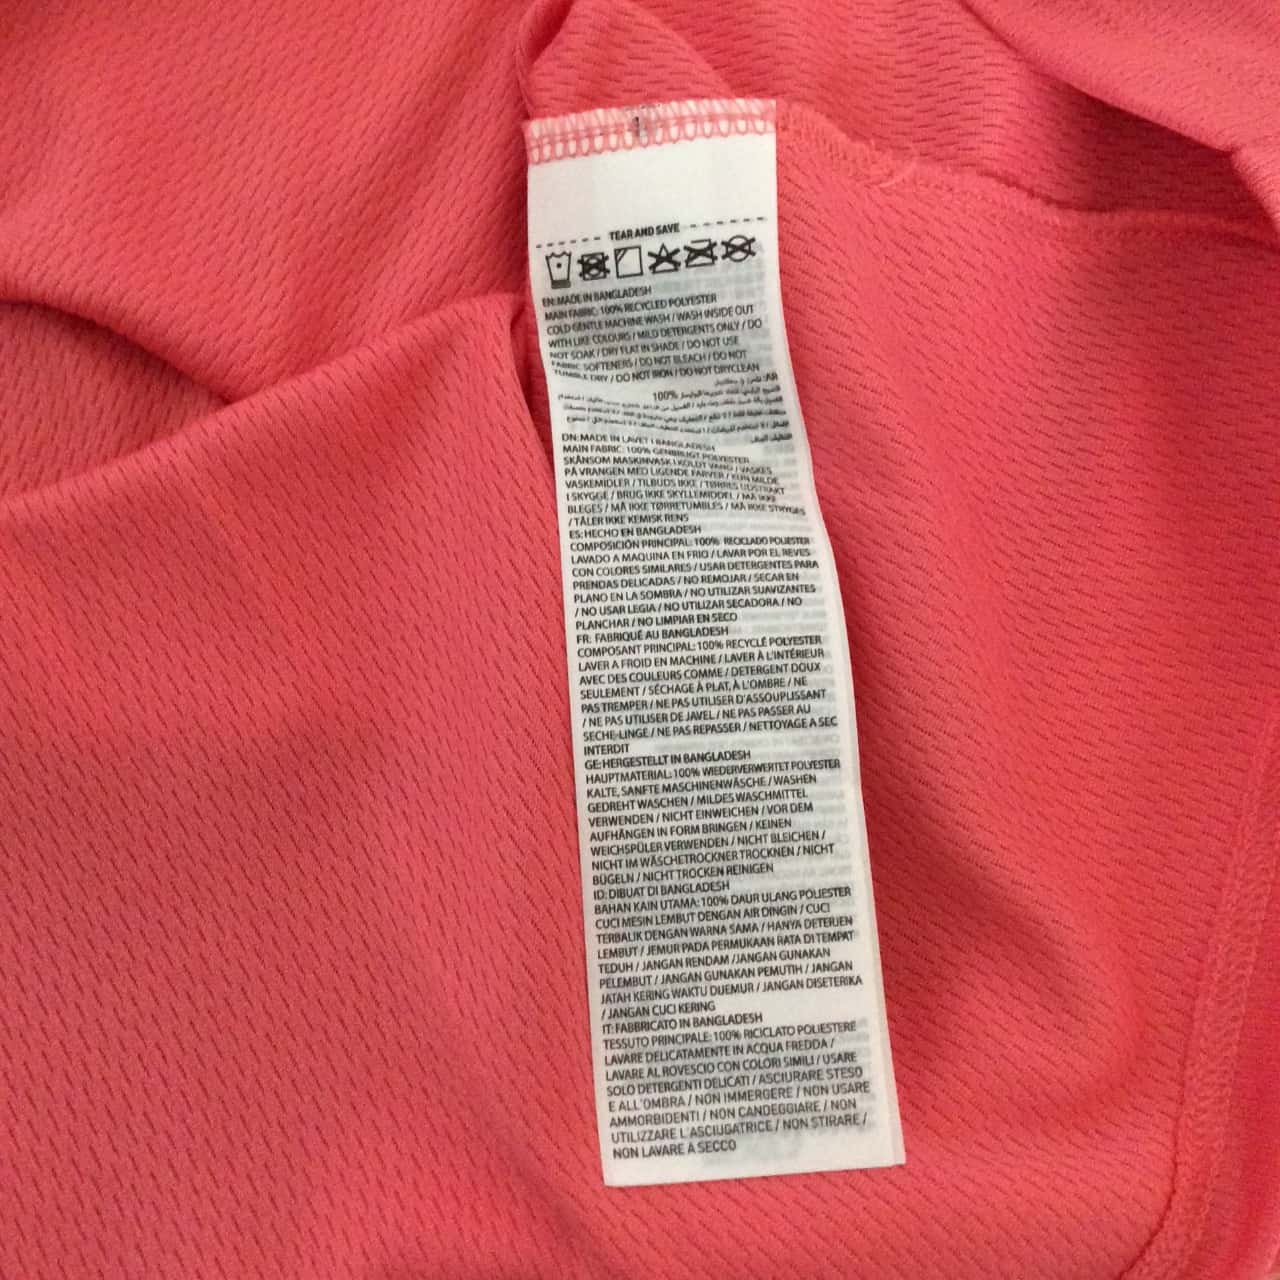 TEAR AND SAVE
EN: MADE IN BANGLADESH
MAIN FABRIC: 100% RECYCLED POLYESTER
COLD GENTLE MACHINE WASH / WASH INSIDE OUT
WITH LIKE COLOURS / MILD DETERGENTS ONLY / DO
NOT SOAK / DRY FLAT IN SHADE / DO NOT USE
FABRIC SOFTENERS / DO NOT BLEACH / DO NOT
TUMBLE DRY / DO NOT IRON / DO NOT DRYCLEAN
100%
DN: MADE IN LAVET I BANGLADESH
MAIN FABRIC: 100% GENBRUGT POLYESTER
SKÅNSOM MASKINVASK I KOLDT VAND / VASKES
PÅ VRANGEN MED LIGENDE FARVER / KUN MILDE
VASKEMIDLER / TILBUDS IKKE / TØRRES UDSTRAKT
I SKYGGE / BRUG IKKE SKYLLEMIDDEL / MÅ IKKE
BLEGES / MÅ IKKE TØRRETUMBLES / MÅ IKKE STRYGES
/ TÅLER IKKE KEMISK RENS
ES: HECHO EN BANGLADESH
COMPOSICIÓN PRINCIPAL: 100% RECICLADO POLIESTER
LAVADO A MAQUINA EN FRIO / LAVAR POR EL REVES
CON COLORES SIMILARES / USAR DETERGENTES PARA
PRENDAS DELICADAS / NO REMOJAR / SECAR EN
PLANO EN LA SOMBRA / NO UTILIZAR SUAVIZANTES
/ NO USAR LEGIA / NO UTILIZAR SECADORA / NO
PLANCHAR / NO LIMPIAR EN SECO
FR: FABRIQUÉ AU BANGLADESH
COMPOSANT PRINCIPAL: 100% RECYCLÉ POLYESTER
LAVER A FROID EN MACHINE / LAVER À L'INTÉRIEUR
AVEC DES COULEURS COMME / DETERGENT DOUX
SEULEMENT / SÉCHAGE À PLAT, À L'OMBRE / NE
PAS TREMPER / NE PAS UTILISER D'ASSOUPLISSANT
/ NE PAS UTILISER DE JAVEL / NE PAS PASSER AU
SECHE-LINGE / NE PAS REPASSER / NETTOYAGE A SEC
INTERDIT
GE: HERGESTELLT IN BANGLADESH
HAUPTMATERIAL: 100% WIEDERVERWERTET POLYESTER
KALTE, SANFTE MASCHINENWÄSCHE / WASHEN
GEDREHT WASCHEN / MILDES WASCHMITTEL
VERWENDEN / NICHT EINWEICHEN / VOR DEM
AUFHÄNGEN IN FORM BRINGEN / KEINEN
WEICHSPÜLER VERWENDEN / NICHT BLEICHEN /
NICHT IM WÄSCHETROCKNER TROCKNEN / NICHT
BÜGELN / NICHT TROCKEN REINIGEN
ID: DIBUAT DI BANGLADESH
BAHAN KAIN UTAMA: 100% DAUR ULANG POLIESTER
CUCI MESIN LEMBUT DENGAN AIR DINGIN / CUCI
TERBALIK DENGAN WARNA SAMA / HANYA DETERJEN
LEMBUT / JEMUR PADA PERMUKAAN RATA DI TEMPAT
TEDUH / JANGAN RENDAM / JANGAN GUNAKAN
PELEMBUT / JANGAN GUNAKAN PEMUTIH / JANGAN
JATAH KERING WAKTU DIJEMUR / JANGAN DISETERIKA
/ JANGAN CUCI KERING
IT: FABBRICATO IN BANGLADESH
TESSUTO PRINCIPALE: 100% RICICLATO POLIESTERE
LAVARE DELICATAMENTE IN ACQUA FREDDA /
LAVARE AL ROVESCIO CON COLORI SIMILI / USARE
SOLO DETERGENTI DELICATI / ASCIURARE STESO
E ALL'OMBRA / NON IMMERGERE / NON USARE
AMMORBIDENTI / NON CANDEGGIARE / NON
UTILIZZARE L'ASCIUGATRICE / NON STIRARE /
NON LAVARE A SECCO